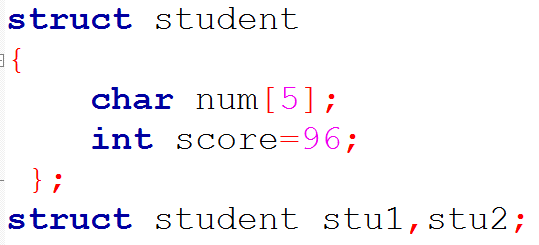 struct student
{
char num[5];
int score=96;
};
struct student stu1,stu2;